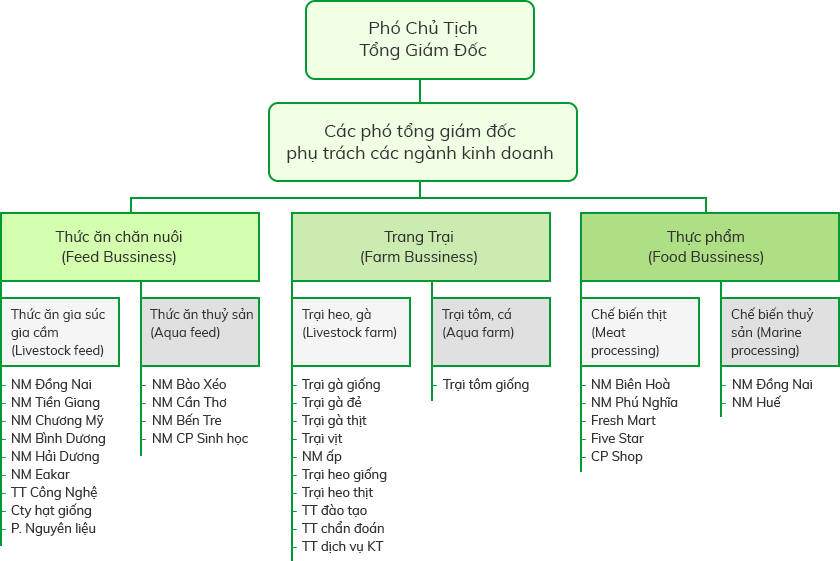 Phó Chủ Tịch
Tổng Giám Đốc
Các phó tổng giám đốc
phụ trách các ngành kinh doanh
Thức ăn chăn nuôi
(Feed Bussiness)
Trang Trại
(Farm Bussiness)
Thực phẩm
(Food Bussiness)
Thức ăn gia súc
gia cầm
(Livestock feed)
Thức ăn thuỷ sản
(Aqua feed)
Trại heo, gà
(Livestock farm)
Trại tôm, cá
(Aqua farm)
Chế biến thịt
(Meat
processing)
Chế biến thuỷ
sản (Marine
processing)
NM Đồng Nai
NM Tiền Giang
NM Chương Mỹ
NM Bình Dương
NM Hải Dương
NM Eakar
TT Công Nghệ
Cty hạt giống
P. Nguyên liệu
NM Bào Xéo
NM Cần Thơ
NM Bến Tre
NM CP Sinh học
Trại gà giống
Trại gà đẻ
Trại gà thịt
Trại vịt
NM ấp
Trại heo giống
Trại heo thịt
TT đào tạo
TT chẩn đoán
TT dịch vụ KT
Trại tôm giống
NM Biên Hoà
NM Phú Nghĩa
Fresh Mart
Five Star
CP Shop
NM Đồng Nai
NM Huế